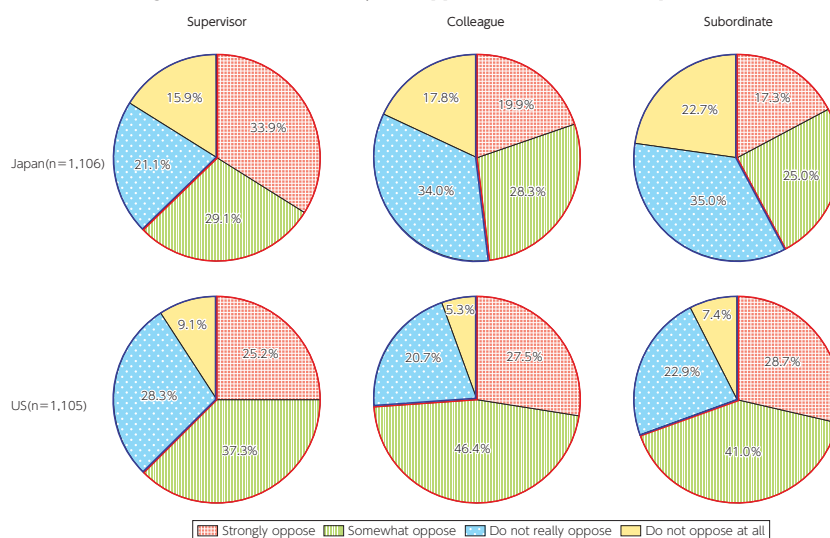 Supervisor Colleague Subordinate
Japan(n=1,106)
15.9% 33.9% 21.1% 29.1%
17.8% 19.9% 34.0% 28.3%
22.7% 17.3% 35.0% 25.0%
US(n=1,105)
9.1% 25.2% 28.3% 37.3%
5.3% 27.5% 20.7% 46.4%
7.4% 28.7% 22.9% 41.0%
Strongly oppose Somewhat oppose Do not really oppose Do not oppose at all